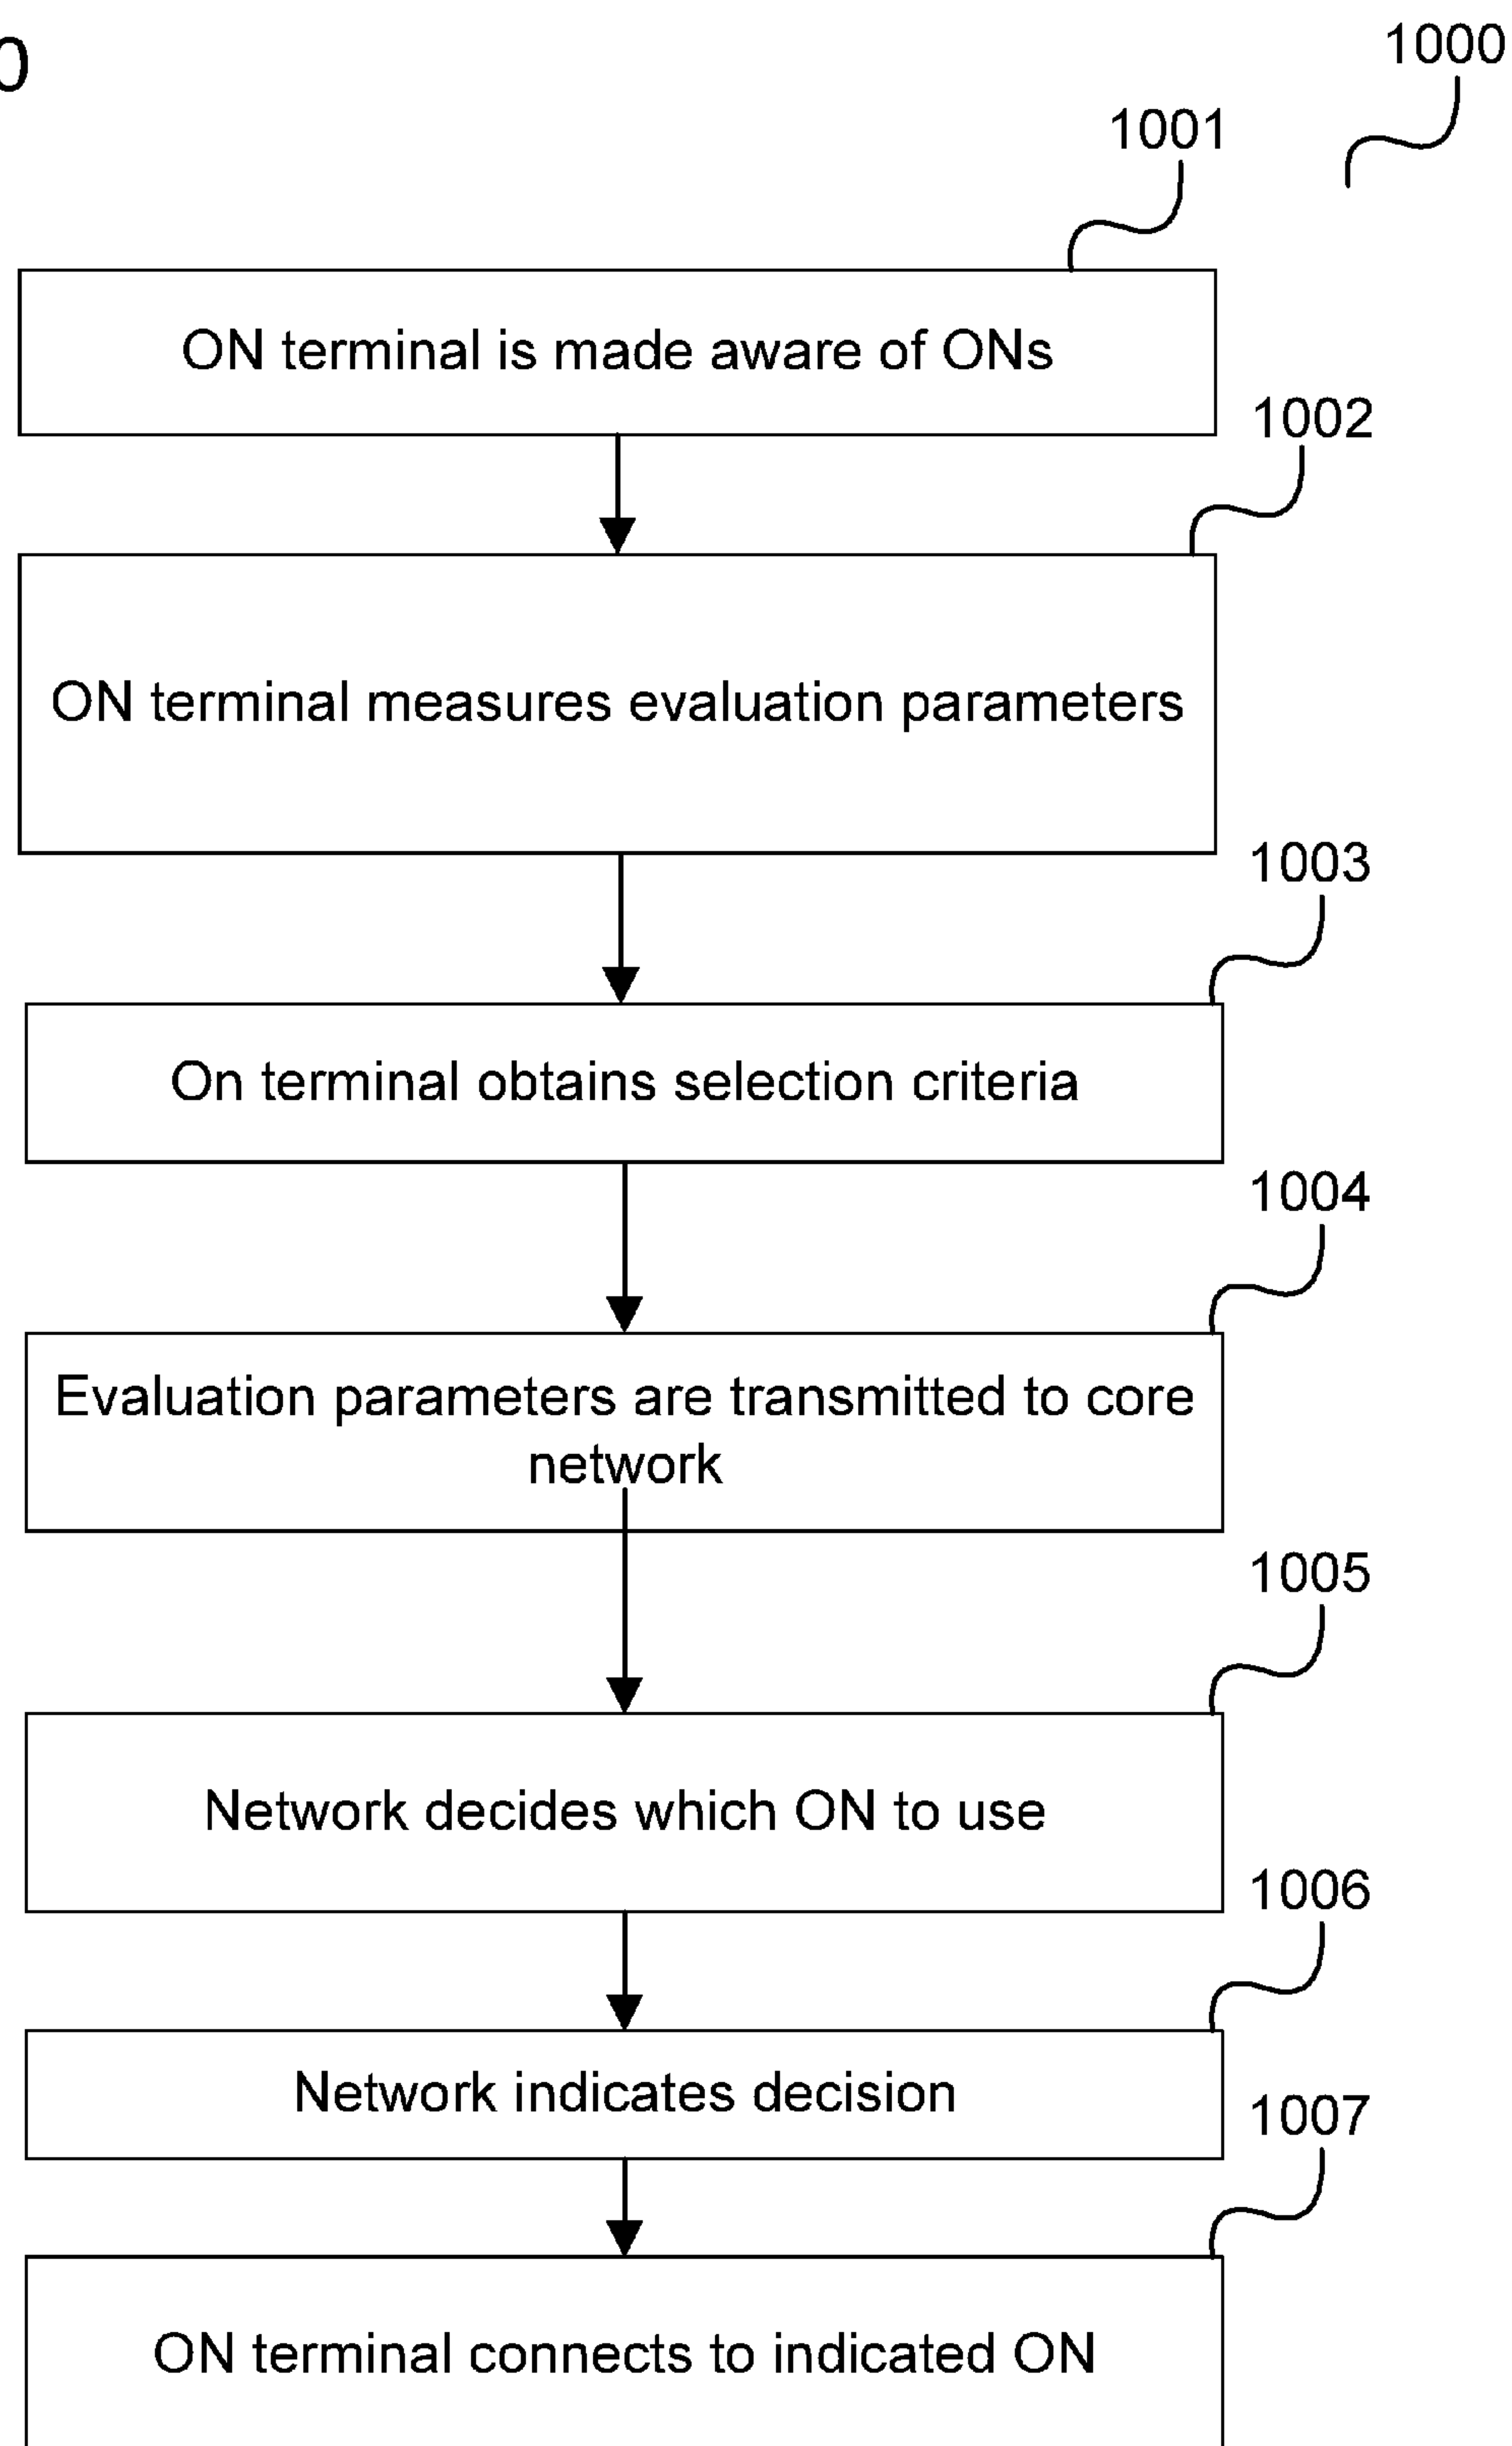 0
1000
1001
ON terminal is made aware of ONs
1002
ON terminal measures evaluation parameters
1003
On terminal obtains selection criteria
1004
Evaluation parameters are transmitted to core
network
1005
Network decides which ON to use
1006
Network indicates decision
1007
ON terminal connects to indicated ON